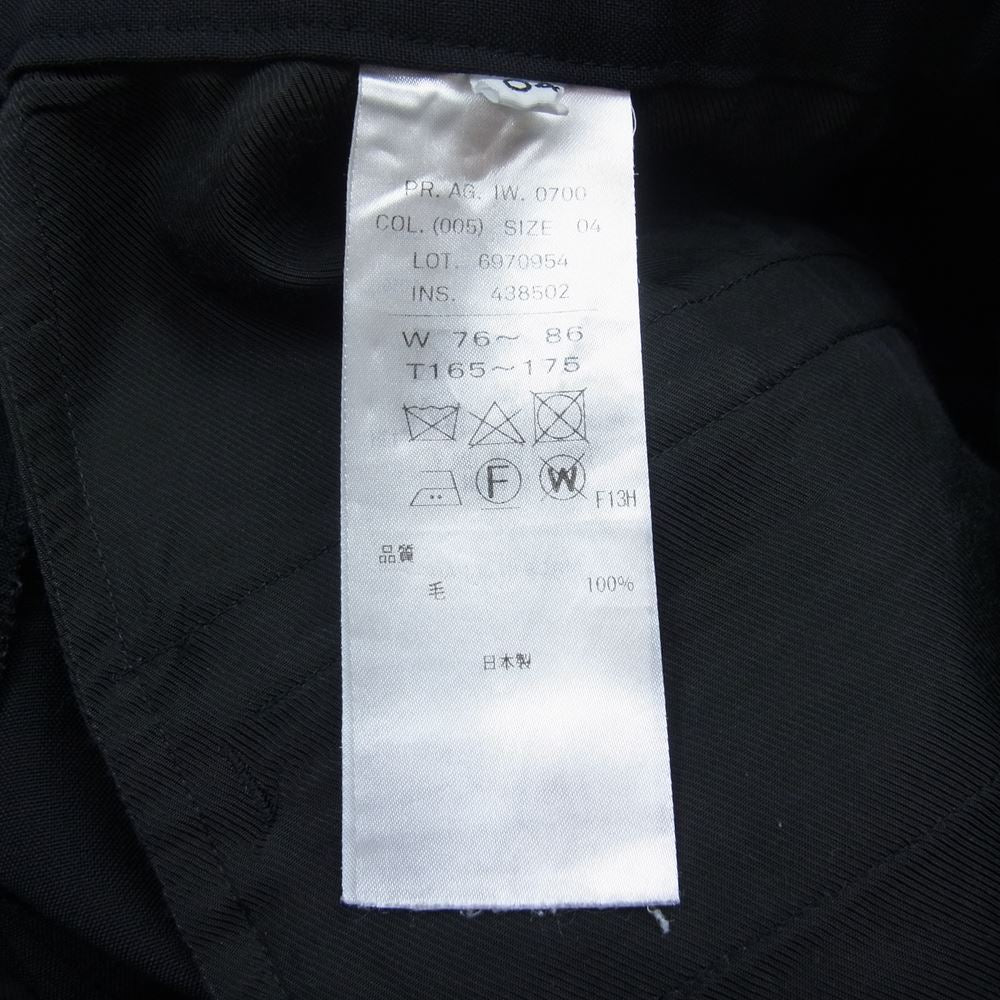 04
PR. AG. IW. 0700
COL. (005) SIZE 04
LOT. 6970954
INS. 438502
W 76〜 86
T165〜175
F W F13H
品質
毛 100%
日本製